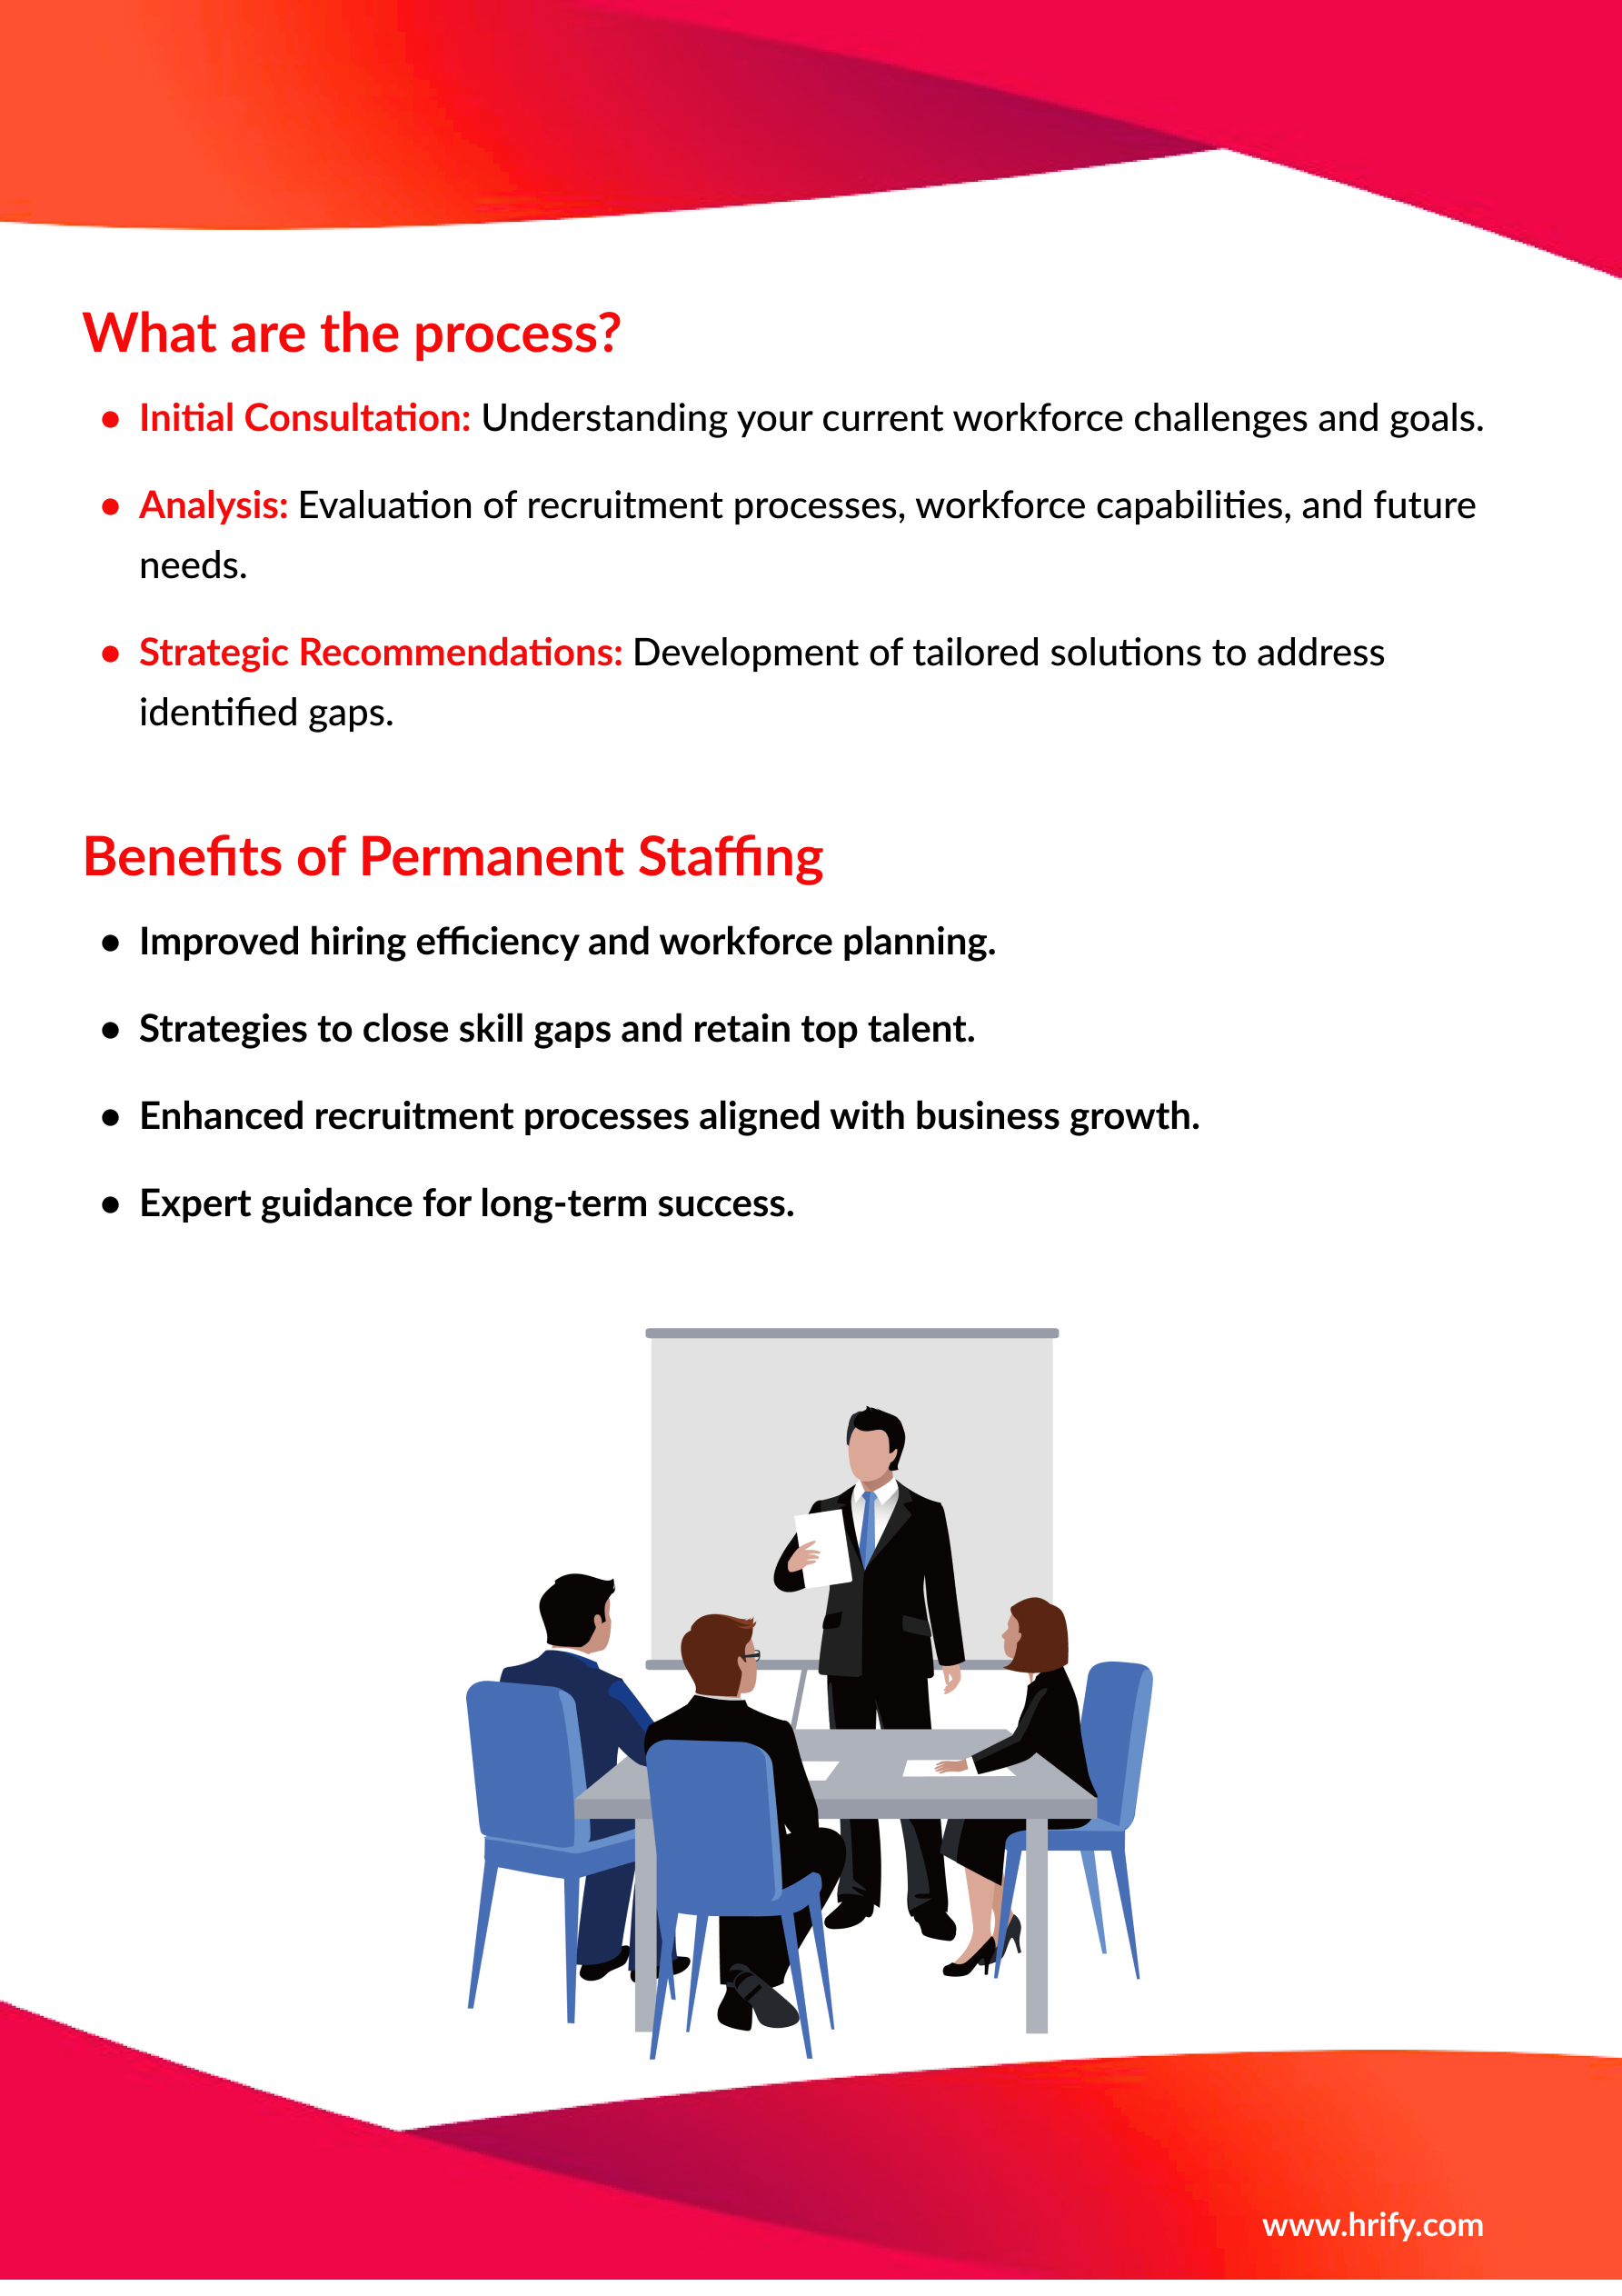 What are the process?
● Initial Consultation: Understanding your current workforce challenges and goals.
● Analysis: Evaluation of recruitment processes, workforce capabilities, and future
needs.
● Strategic Recommendations: Development of tailored solutions to address
identified gaps.
Benefits of Permanent Staffing
● Improved hiring efficiency and workforce planning.
● Strategies to close skill gaps and retain top talent.
● Enhanced recruitment processes aligned with business growth.
● Expert guidance for long-term success.
www.hrify.com